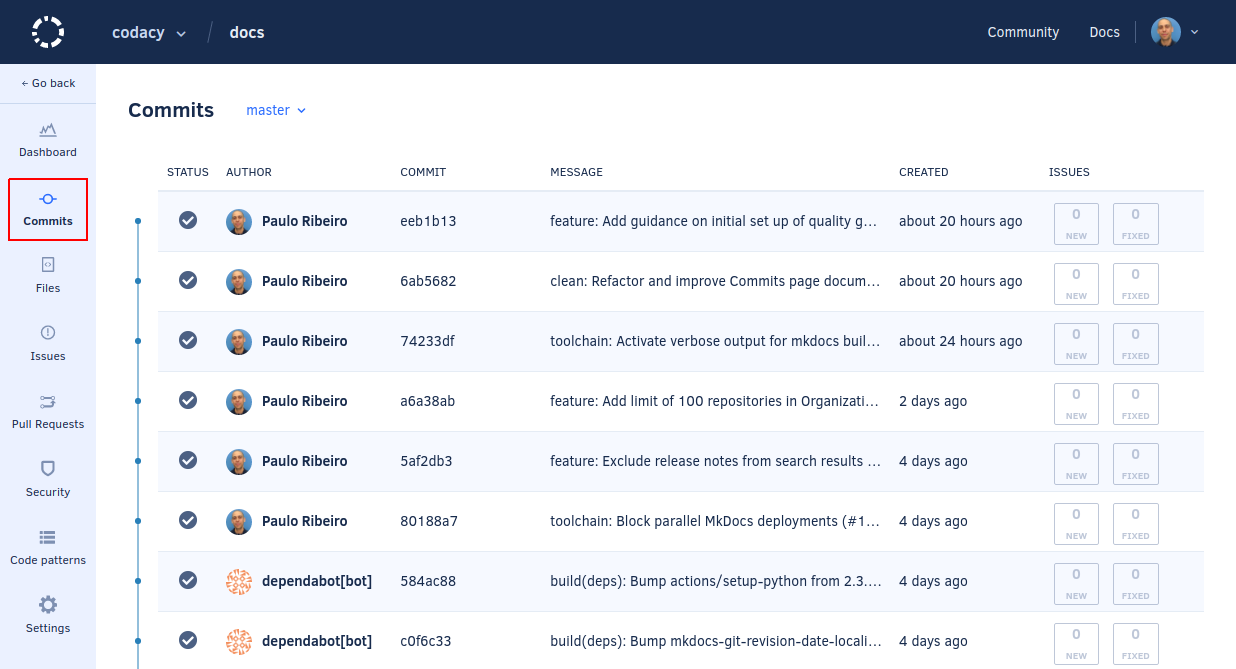 codacy / docs Community Docs
← Go back
Dashboard
Commits
Files
Issues
Pull Requests
Security
Code patterns
Settings
Commits master
STATUS AUTHOR COMMIT MESSAGE CREATED ISSUES
Paulo Ribeiro eeb1b13 feature: Add guidance on initial set up of quality g... about 20 hours ago 0 NEW 0 FIXED
Paulo Ribeiro 6ab5682 clean: Refactor and improve Commits page docum... about 20 hours ago 0 NEW 0 FIXED
Paulo Ribeiro 74233df toolchain: Activate verbose output for mkdocs buil... about 24 hours ago 0 NEW 0 FIXED
Paulo Ribeiro a6a38ab feature: Add limit of 100 repositories in Organizati... 2 days ago 0 NEW 0 FIXED
Paulo Ribeiro 5af2db3 feature: Exclude release notes from search results ... 4 days ago 0 NEW 0 FIXED
Paulo Ribeiro 80188a7 toolchain: Block parallel MkDocs deployments (#1... 4 days ago 0 NEW 0 FIXED
dependabot[bot] 584ac88 build(deps): Bump actions/setup-python from 2.3.... 4 days ago 0 NEW 0 FIXED
dependabot[bot] c0f6c33 build(deps): Bump mkdocs-git-revision-date-locali... 4 days ago 0 NEW 0 FIXED